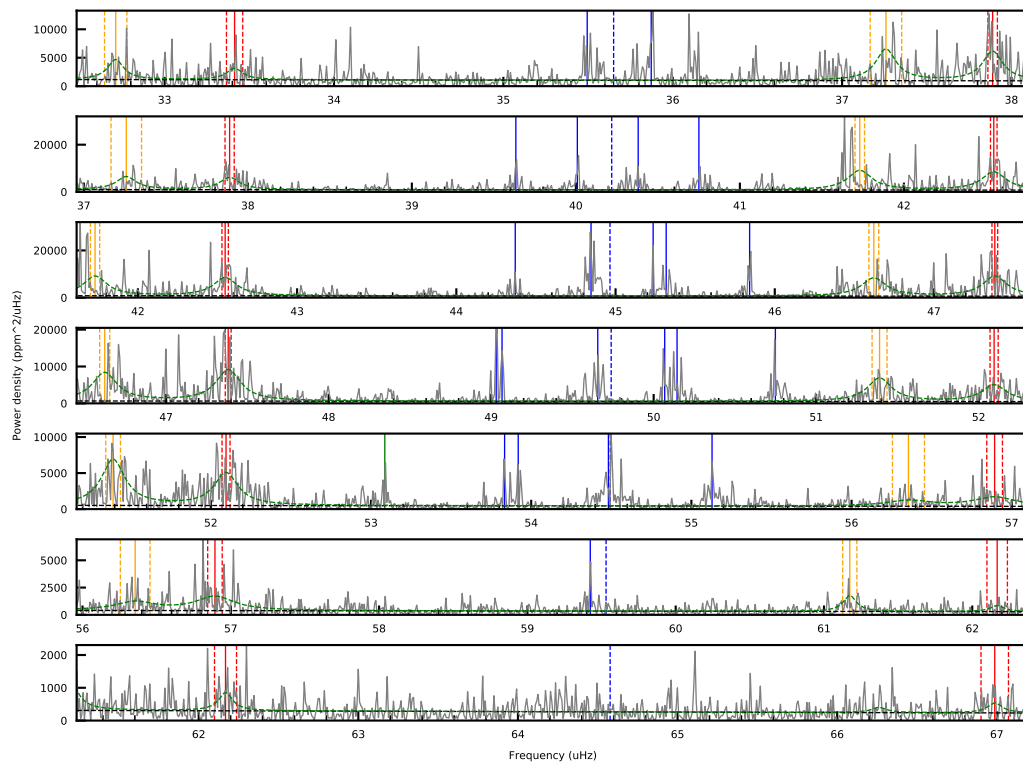 10000
5000
0
33 34 35 36 37 38
20000
0
37 38 39 40 41 42
20000
0
42 43 44 45 46 47
20000
10000
0
47 48 49 50 51 52
10000
5000
0
52 53 54 55 56 57
5000
2500
0
56 57 58 59 60 61 62
2000
1000
0
62 63 64 65 66 67
Power density (ppm^2/uHz)
Frequency (uHz)